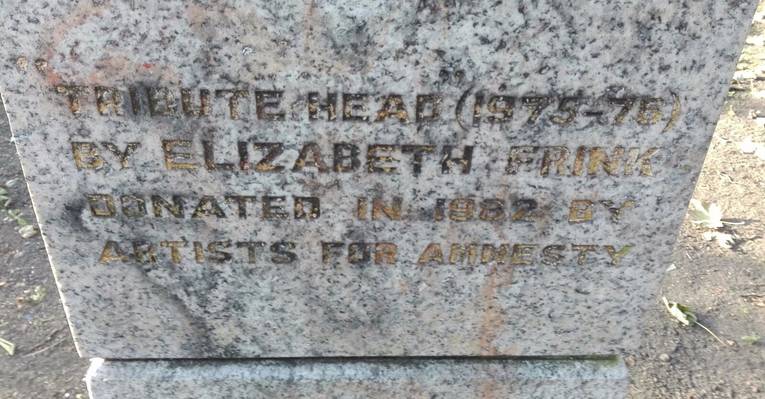 "TRIBUTE HEAD" (1975-76)
BY ELIZABETH FRINK
DONATED IN 1982 BY
ARTISTS FOR AMNESTY